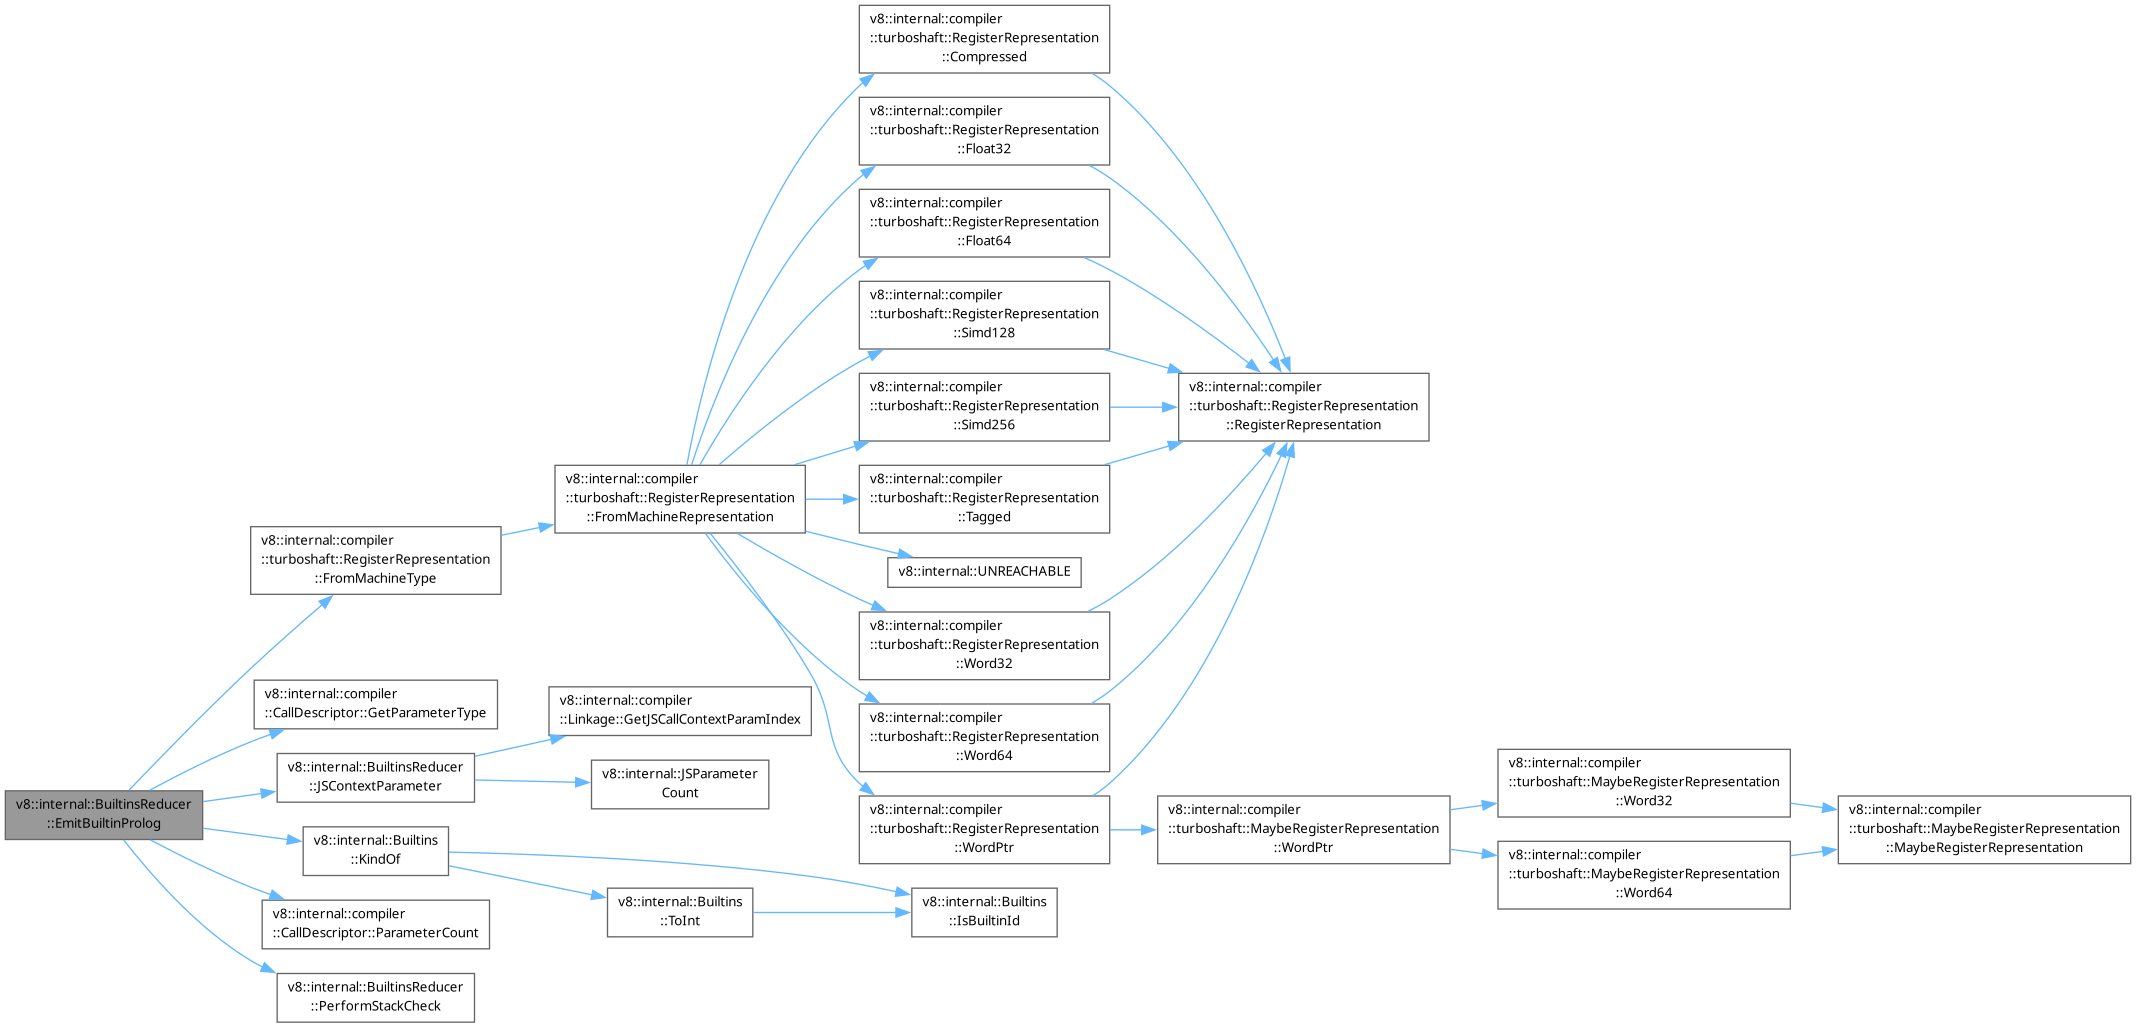 v8::internal::BuiltinsReducer
::EmitBuiltinProlog
v8::internal::compiler
::turboshaft::RegisterRepresentation
::FromMachineType
v8::internal::compiler
::CallDescriptor::GetParameterType
v8::internal::BuiltinsReducer
::JSContextParameter
v8::internal::Builtins
::KindOf
v8::internal::compiler
::CallDescriptor::ParameterCount
v8::internal::BuiltinsReducer
::PerformStackCheck
v8::internal::compiler
::turboshaft::RegisterRepresentation
::FromMachineRepresentation
v8::internal::compiler
::Linkage::GetJSCallContextParamIndex
v8::internal::JSParameter
Count
v8::internal::Builtins
::ToInt
v8::internal::compiler
::turboshaft::RegisterRepresentation
::Compressed
v8::internal::compiler
::turboshaft::RegisterRepresentation
::Float32
v8::internal::compiler
::turboshaft::RegisterRepresentation
::Float64
v8::internal::compiler
::turboshaft::RegisterRepresentation
::Simd128
v8::internal::compiler
::turboshaft::RegisterRepresentation
::Simd256
v8::internal::compiler
::turboshaft::RegisterRepresentation
::Tagged
v8::internal::UNREACHABLE
v8::internal::compiler
::turboshaft::RegisterRepresentation
::Word32
v8::internal::compiler
::turboshaft::RegisterRepresentation
::Word64
v8::internal::compiler
::turboshaft::RegisterRepresentation
::WordPtr
v8::internal::Builtins
::IsBuiltinId
v8::internal::compiler
::turboshaft::RegisterRepresentation
::RegisterRepresentation
v8::internal::compiler
::turboshaft::MaybeRegisterRepresentation
::WordPtr
v8::internal::compiler
::turboshaft::MaybeRegisterRepresentation
::Word32
v8::internal::compiler
::turboshaft::MaybeRegisterRepresentation
::Word64
v8::internal::compiler
::turboshaft::MaybeRegisterRepresentation
::MaybeRegisterRepresentation